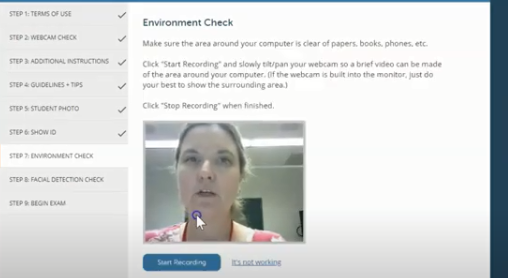 STEP 1: TERMS OF USE
STEP 2: WEBCAM CHECK
STEP 3: ADDITIONAL INSTRUCTIONS
STEP 4: GUIDELINES + TIPS
STEP 5: STUDENT PHOTO
STEP 6: SHOW ID
STEP 7: ENVIRONMENT CHECK
STEP 8: FACIAL DETECTION CHECK
STEP 9: BEGIN EXAM
Environment Check
Make sure the area around your computer is clear of papers, books, phones, etc.
Click "Start Recording" and slowly tilt/pan your webcam so a brief video can be made
of the area around your computer. (If the webcam is built into the monitor, just do
your best to show the surrounding area.)
Click "Stop Recording" when finished.
Start Recording
It's not working